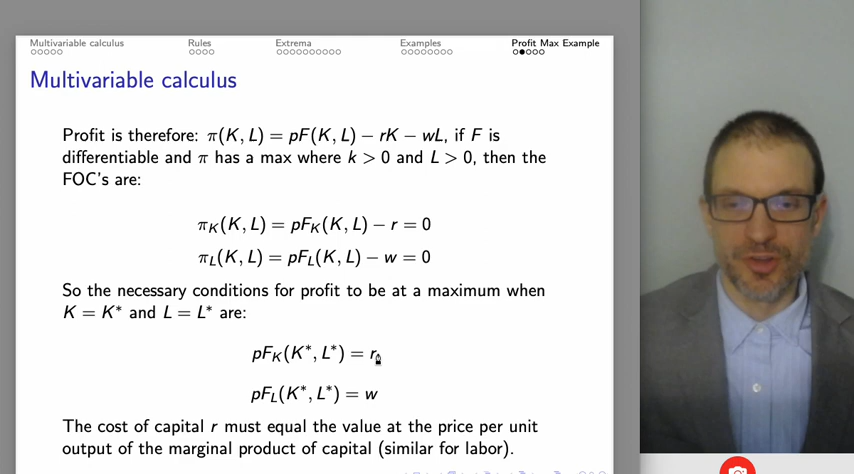 Multivariable calculus Rules Extrema Examples Profit Max Example
Multivariable calculus
Profit is therefore: π(K, L) = pF(K, L) − rK − wL, if F is
differentiable and π has a max where k > 0 and L > 0, then the
FOC's are:
π_K(K, L) = pF_K(K, L) − r = 0
π_L(K, L) = pF_L(K, L) − w = 0
So the necessary conditions for profit to be at a maximum when
K = K* and L = L* are:
pF_K(K*, L*) = r
pF_L(K*, L*) = w
The cost of capital r must equal the value at the price per unit
output of the marginal product of capital (similar for labor).